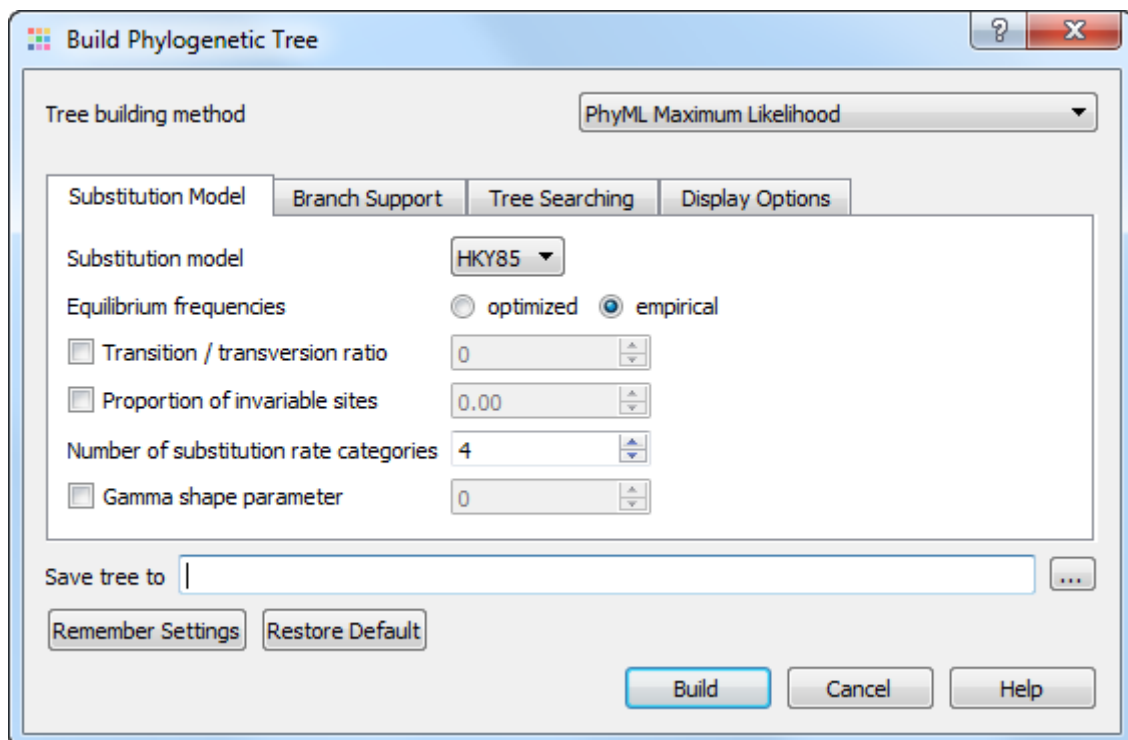 Build Phylogenetic Tree
Tree building method PhyML Maximum Likelihood
Substitution Model Branch Support Tree Searching Display Options
Substitution model HKY85
Equilibrium frequencies optimized empirical
Transition / transversion ratio 0
Proportion of invariable sites 0.00
Number of substitution rate categories 4
Gamma shape parameter 0
Save tree to ...
Remember Settings Restore Default
Build Cancel Help